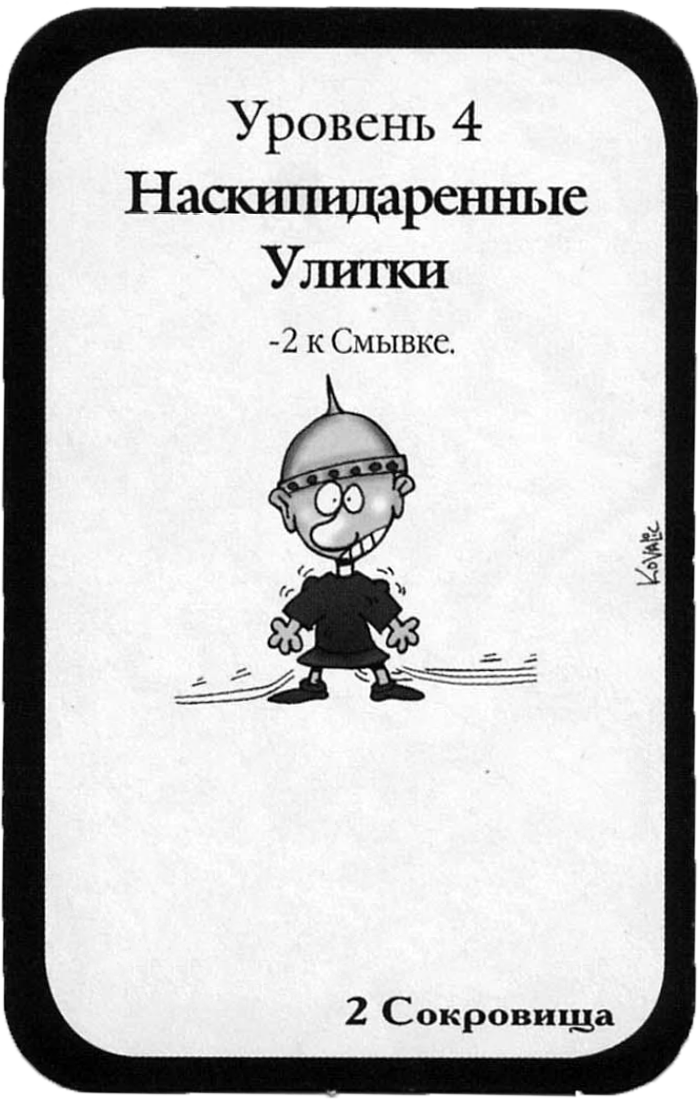 Уровень 4
Наскипидаренные
Улитки
-2 к Смывке.
KOVALIC
2 Сокровища